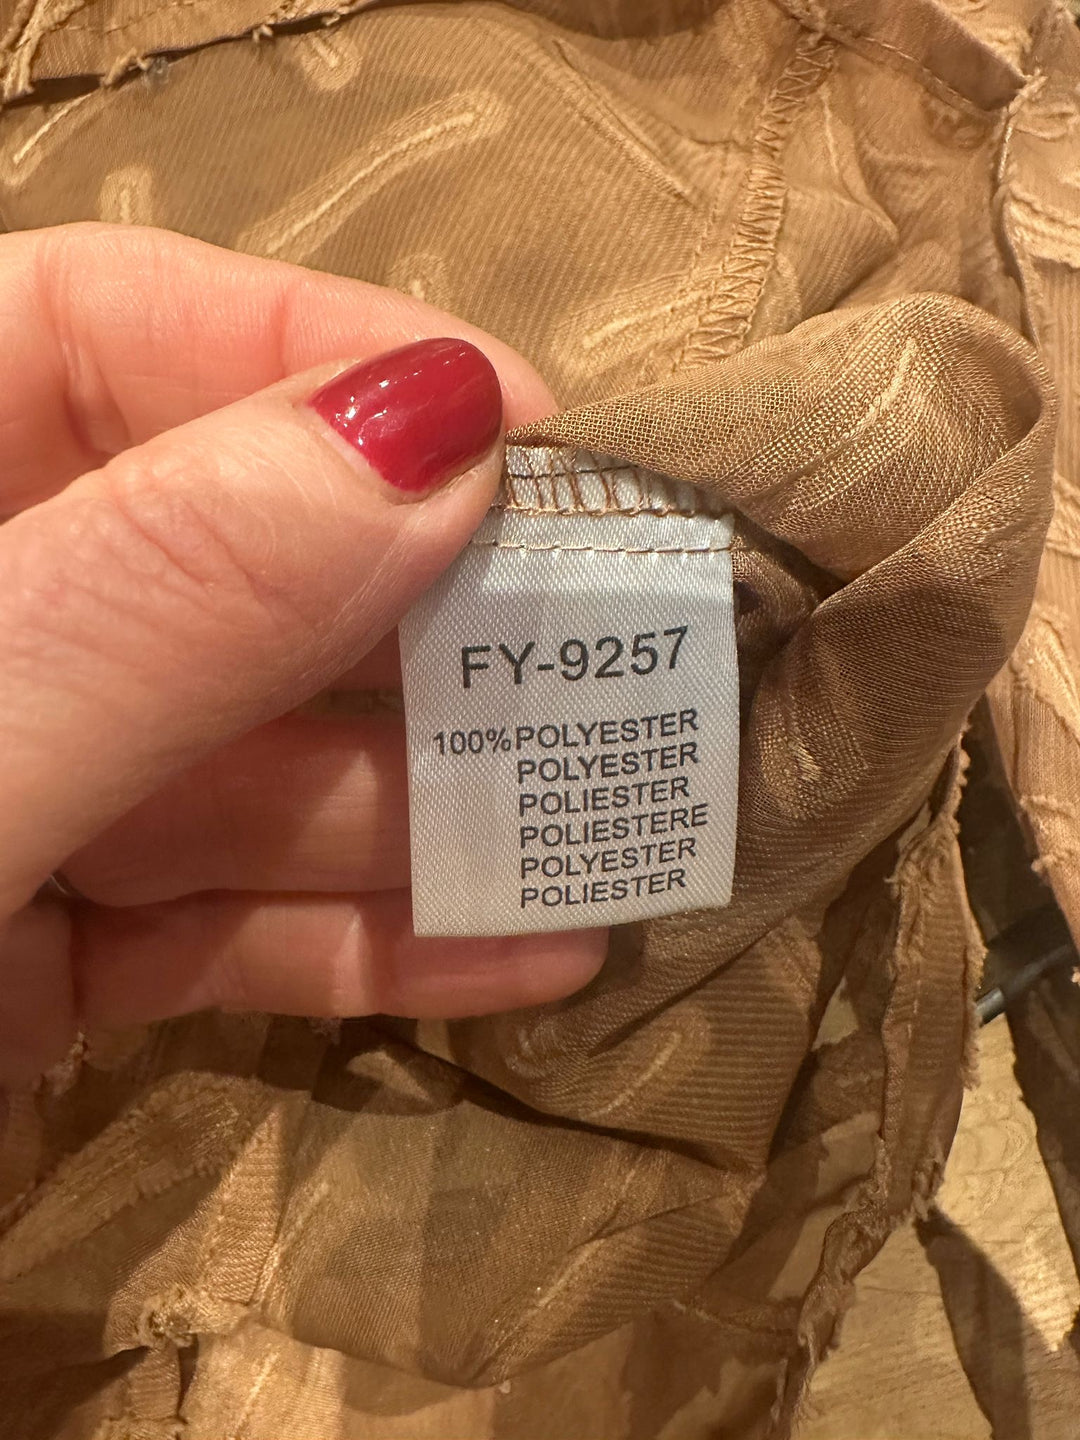 FY-9257
100%POLYESTER
POLYESTER
POLIESTER
POLIESTERE
POLYESTER
POLIESTER